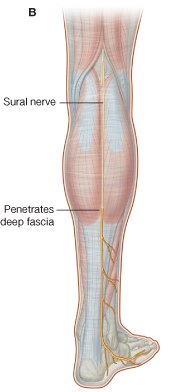 B
Sural nerve
Penetrates
deep fascia